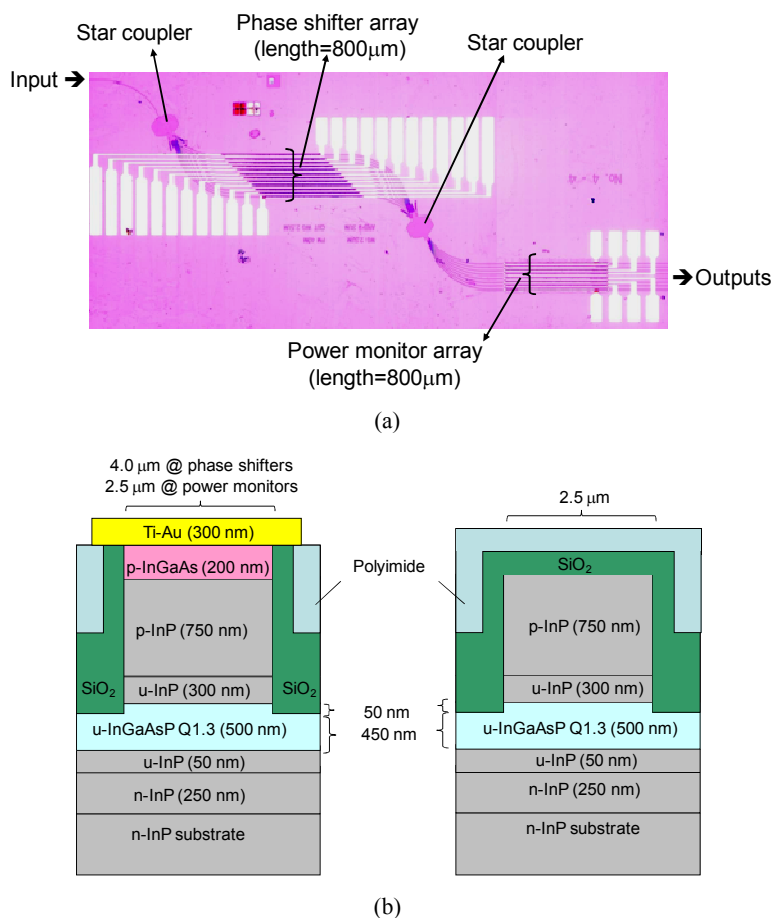 Phase shifter array
(length=800μm)
Star coupler
Star coupler
Input ➔
No. 4 - 4
➔ Outputs
Power monitor array
(length=800μm)
(a)
4.0 μm @ phase shifters
2.5 μm @ power monitors
2.5 μm
Ti-Au (300 nm)
p-InGaAs (200 nm)
Polyimide
SiO2
p-InP (750 nm)
p-InP (750 nm)
u-InP (300 nm)
u-InP (300 nm)
SiO2
SiO2
50 nm
450 nm
u-InGaAsP Q1.3 (500 nm)
u-InGaAsP Q1.3 (500 nm)
u-InP (50 nm)
u-InP (50 nm)
n-InP (250 nm)
n-InP (250 nm)
n-InP substrate
n-InP substrate
(b)